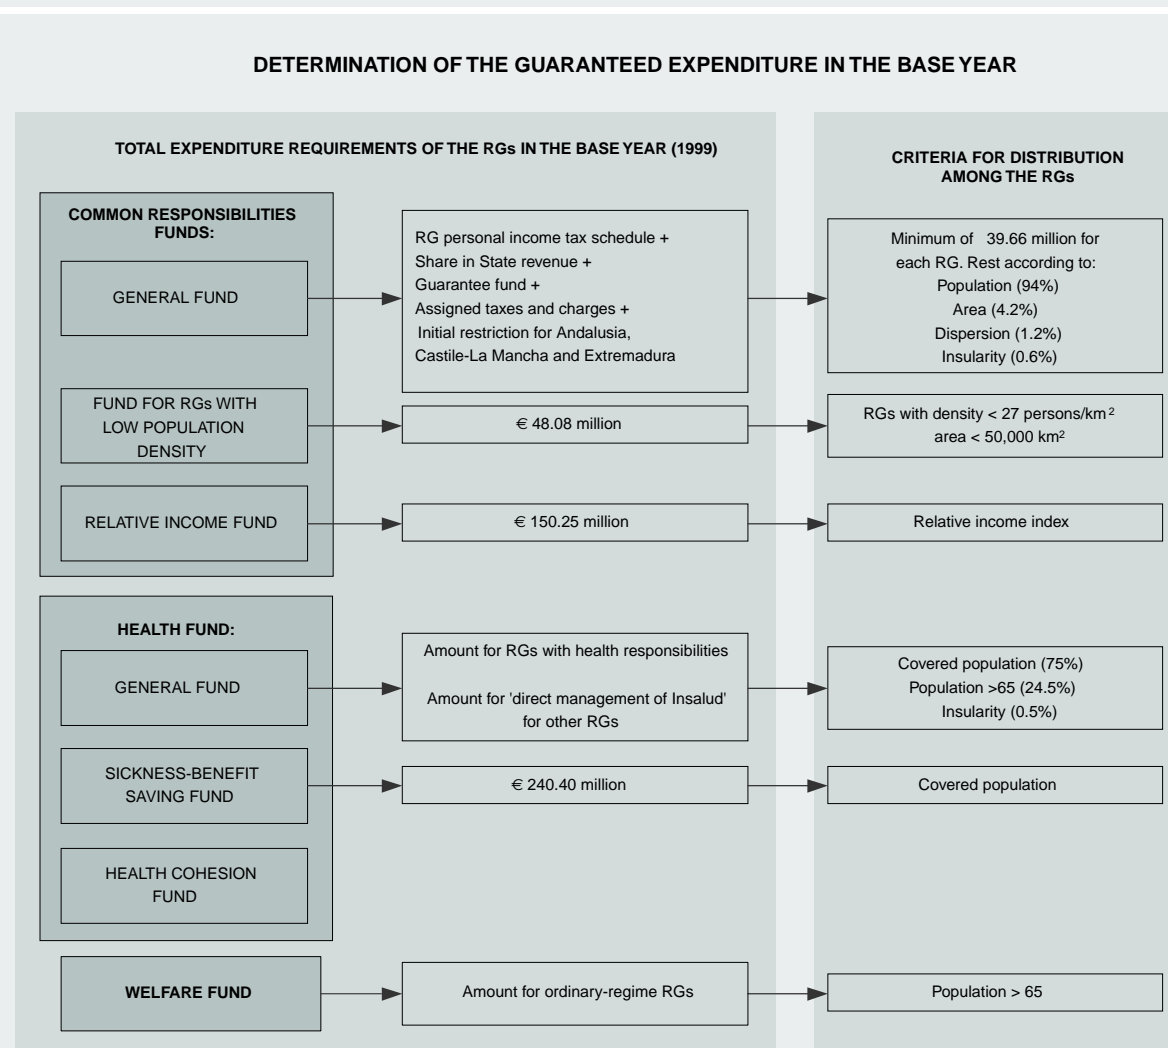 DETERMINATION OF THE GUARANTEED EXPENDITURE IN THE BASE YEAR
TOTAL EXPENDITURE REQUIREMENTS OF THE RGs IN THE BASE YEAR (1999)
CRITERIA FOR DISTRIBUTION
AMONG THE RGs
COMMON RESPONSIBILITIES
FUNDS:
GENERAL FUND
RG personal income tax schedule +
Share in State revenue +
Guarantee fund +
Assigned taxes and charges +
Initial restriction for Andalusia,
Castile-La Mancha and Extremadura
Minimum of 39.66 million for
each RG. Rest according to:
Population (94%)
Area (4.2%)
Dispersion (1.2%)
Insularity (0.6%)
FUND FOR RGs WITH
LOW POPULATION
DENSITY
€ 48.08 million
RGs with density < 27 persons/km²
area < 50,000 km²
RELATIVE INCOME FUND
€ 150.25 million
Relative income index
HEALTH FUND:
GENERAL FUND
Amount for RGs with health responsibilities
Amount for 'direct management of Insalud'
for other RGs
Covered population (75%)
Population >65 (24.5%)
Insularity (0.5%)
SICKNESS-BENEFIT
SAVING FUND
€ 240.40 million
Covered population
HEALTH COHESION
FUND
WELFARE FUND
Amount for ordinary-regime RGs
Population > 65